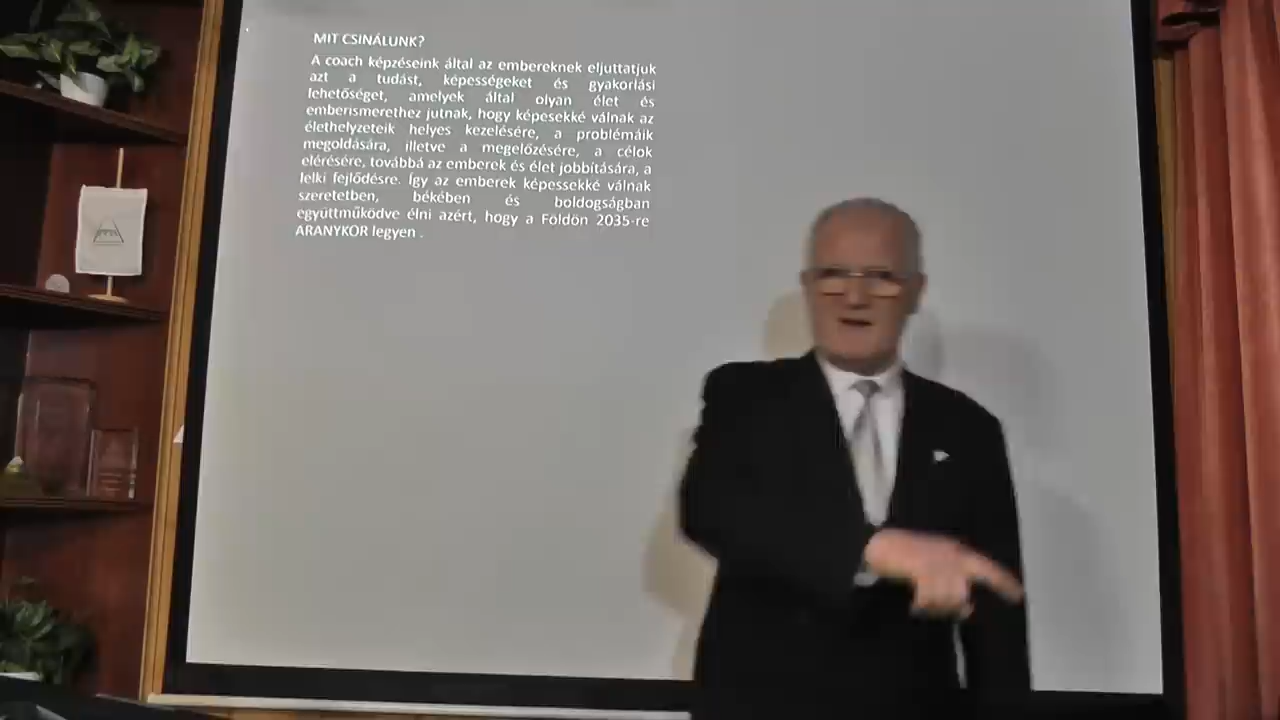 MIT CSINÁLUNK?
A coach képzéseink által az embereknek eljuttatjuk
azt a tudást, képességeket és gyakorlási
lehetőséget, amelyek által olyan élet és
emberismerethez jutnak, hogy képesekké válnak az
élethelyzeteik helyes kezelésére, a problémáik
megoldására, illetve a megelőzésére, a célok
elérésére, továbbá az emberek és élet jobbítására, a
lelki fejlődésre. Így az emberek képessekké válnak
szeretetben, békében és boldogságban
együttműködve élni azért, hogy a Földön 2035-re
ARANYKOR legyen .